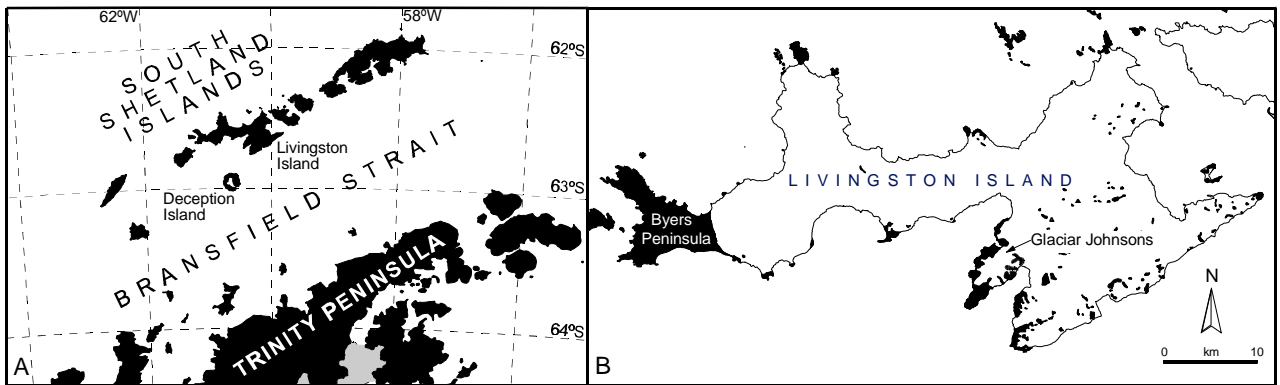 62ºW
58ºW
SOUTH
SHETLAND
ISLANDS
62ºS
Livingston
Island
Deception
Island
63ºS
BRANSFIELD STRAIT
TRINITY PENINSULA
64ºS
A
LIVINGSTON ISLAND
Byers
Peninsula
Glaciar Johnsons
N
0 km 10
B